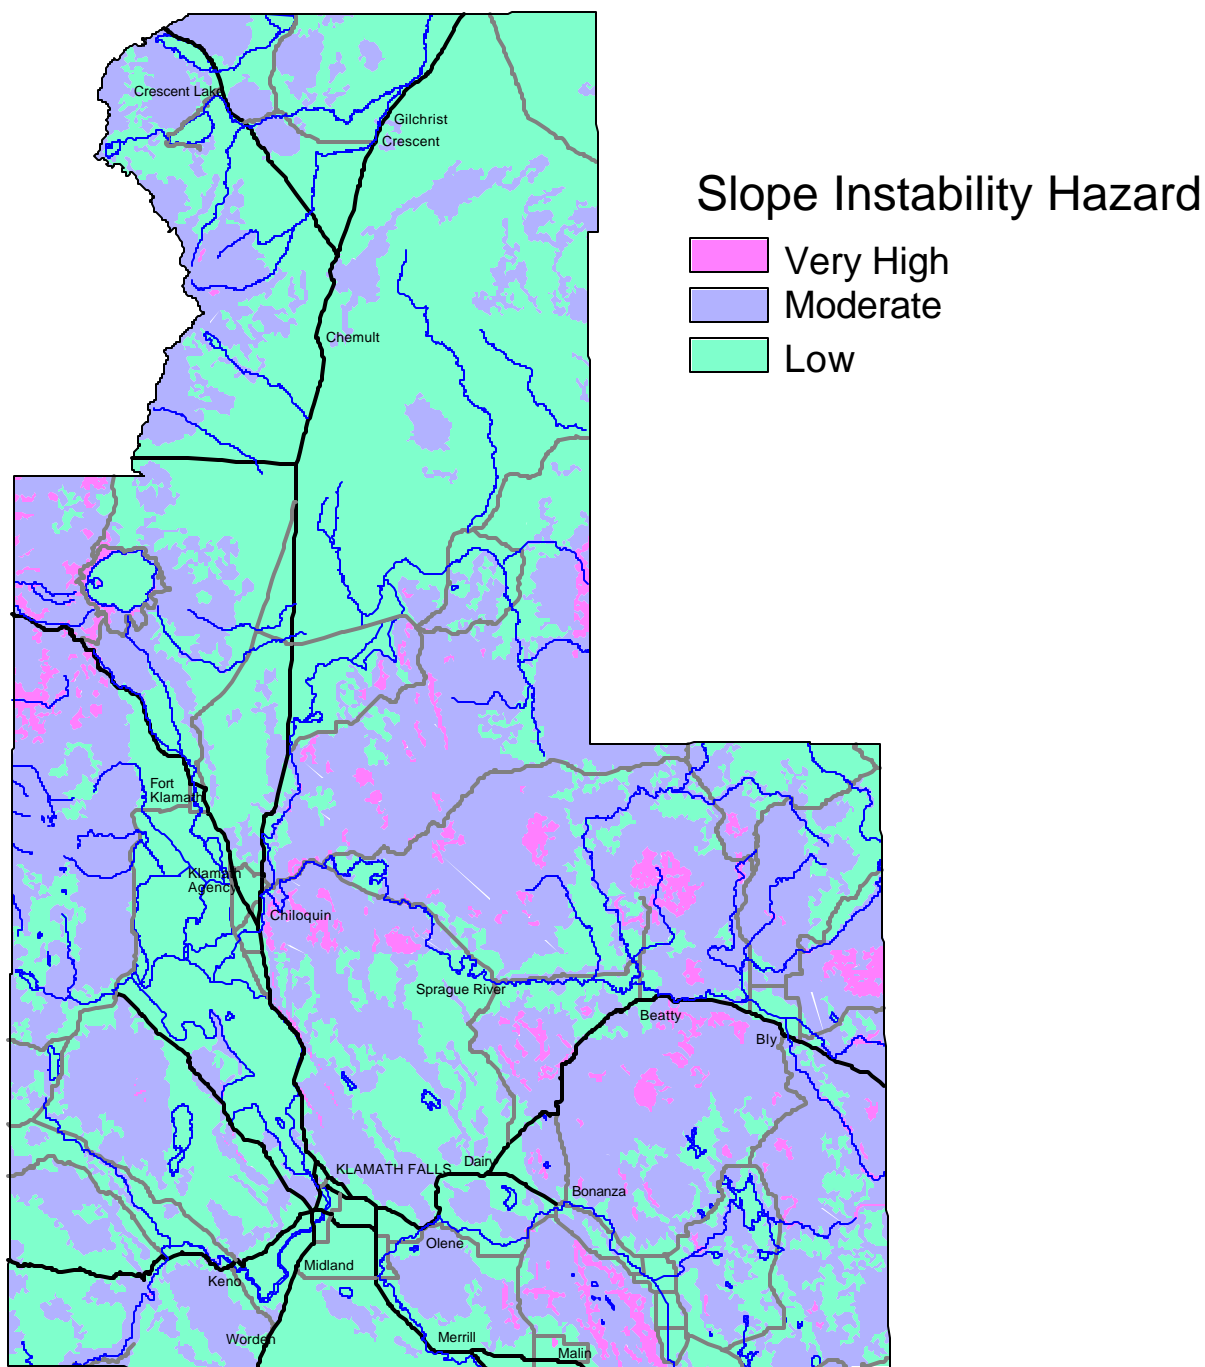 Crescent Lake
Gilchrist
Crescent
Slope Instability Hazard
Very High
Moderate
Low
Chemult
Fort
Klamath
Klamath
Agency
Chiloquin
Sprague River
Beatty
Bly
Dairy
KLAMATH FALLS
Bonanza
Olene
Midland
Keno
Worden
Merrill
Malin